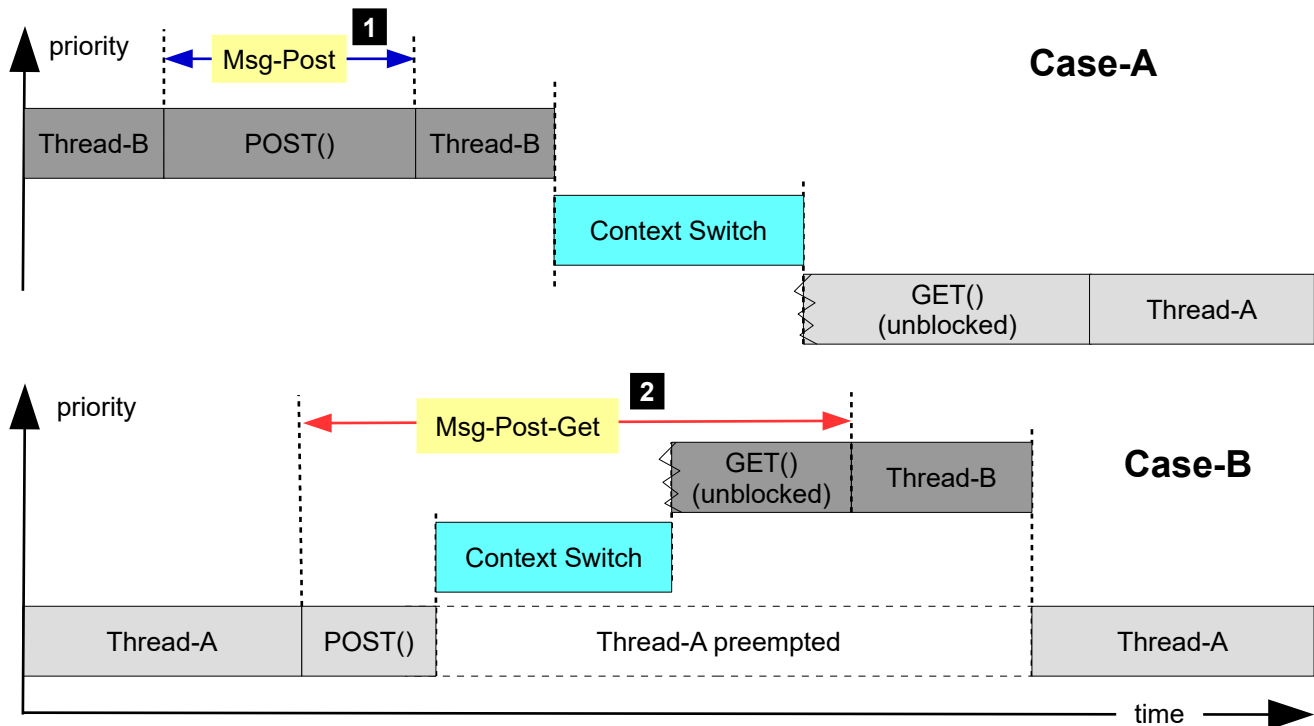 1
priority
Msg-Post
Case-A
Thread-B
POST()
Thread-B
Context Switch
GET()
(unblocked)
Thread-A
2
priority
Msg-Post-Get
Case-B
GET()
(unblocked)
Thread-B
Context Switch
Thread-A
POST()
Thread-A preempted
Thread-A
time